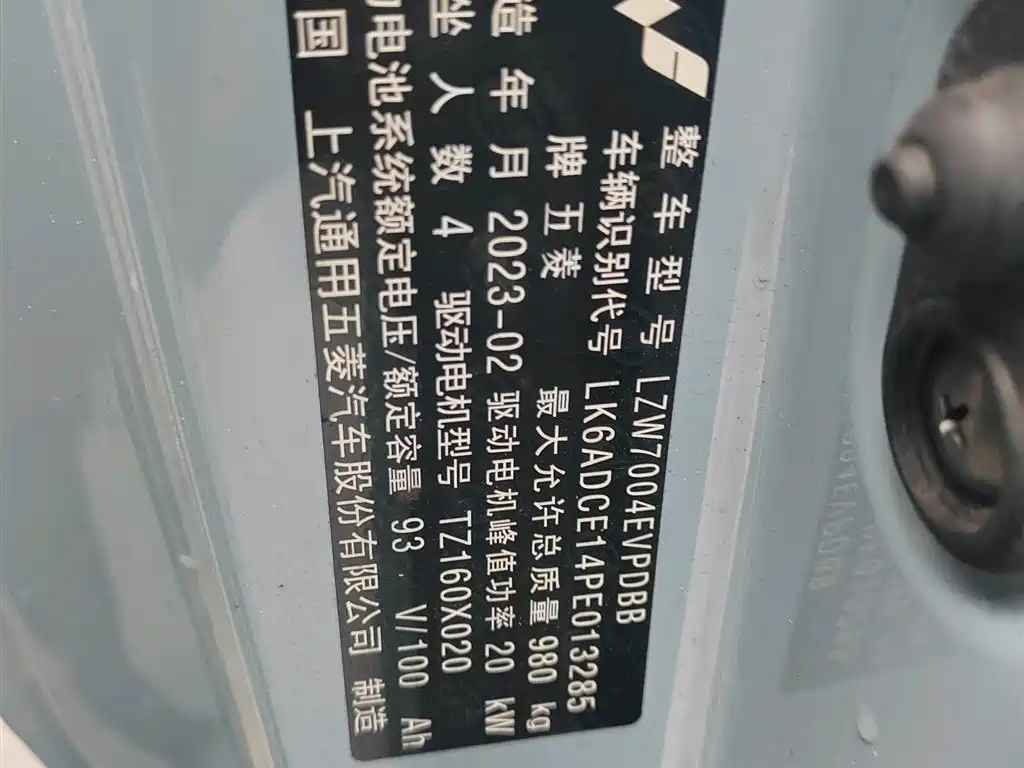 整车型号 LZW7004EVPDBB
车辆识别代号 LK6ADCE14PE013285
牌 五菱 最大允许总质量 980 kg
造年月 2023-02 驱动电机峰值功率 20 kW
坐人数 4 驱动电机型号 TZ160X020
电池系统额定电压/额定容量 93 V/100 Ah
国 上汽通用五菱汽车股份有限公司 制造